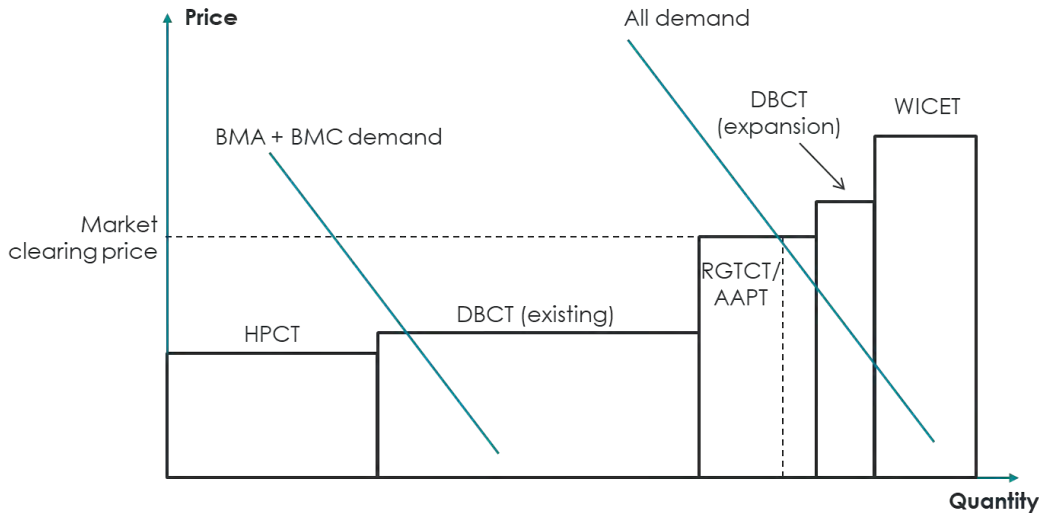 Price
All demand
DBCT
(expansion)
WICET
BMA + BMC demand
Market
clearing price
RGTCT/
AAPT
DBCT (existing)
HPCT
Quantity